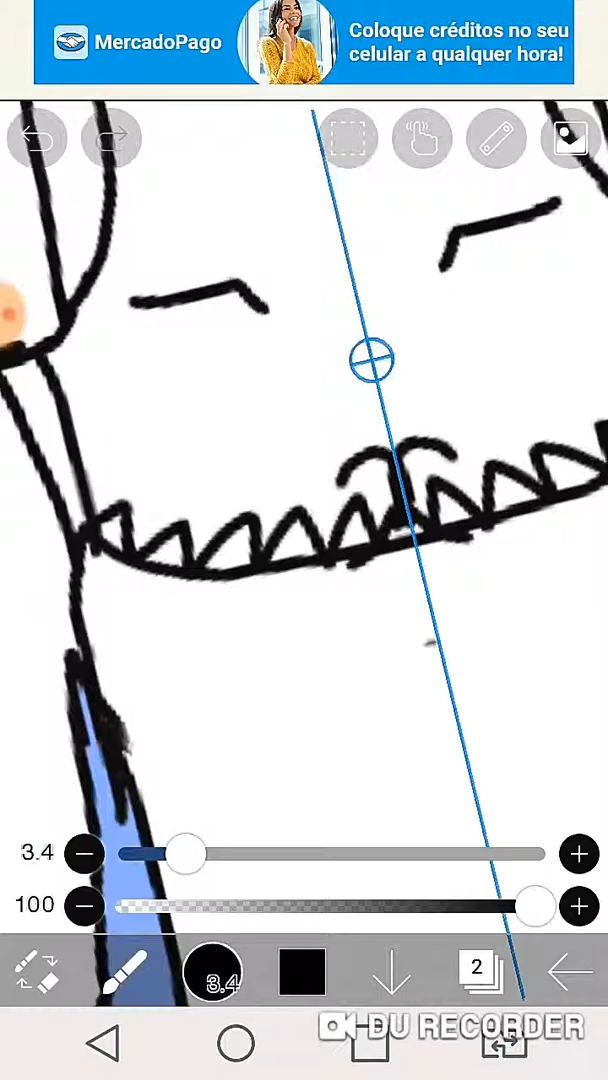 MercadoPago
Coloque créditos no seu
celular a qualquer hora!
3.4
100
3.4
2
DU RECORDER